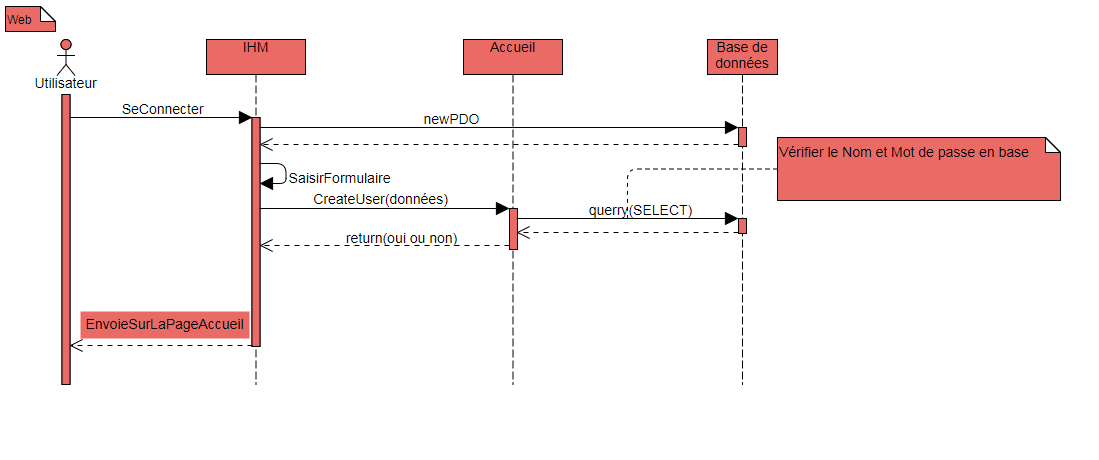 Web
Utilisateur
IHM
Accueil
Base de
données
SeConnecter
newPDO
Vérifier le Nom et Mot de passe en base
SaisirFormulaire
CreateUser(données)
querry(SELECT)
return(oui ou non)
EnvoieSurLaPageAccueil